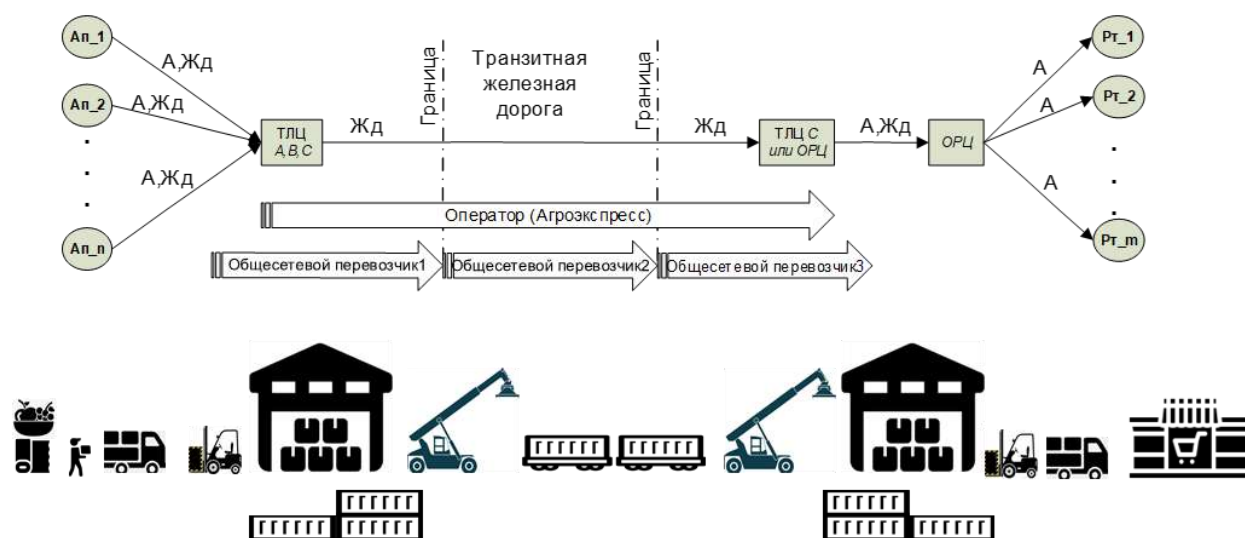 Ап_1
А,Жд
Ап_2
А,Жд
Ап_n
А,Жд
ТЛЦ
А,В,С
Жд
Граница
Транзитная
железная
дорога
Граница
Жд
ТЛЦ С
или ОРЦ
А,Жд
ОРЦ
А
Рт_1
А
Рт_2
А
Рт_m
Оператор (Агроэкспресс)
Общесетевой перевозчик1
Общесетевой перевозчик2
Общесетевой перевозчик3